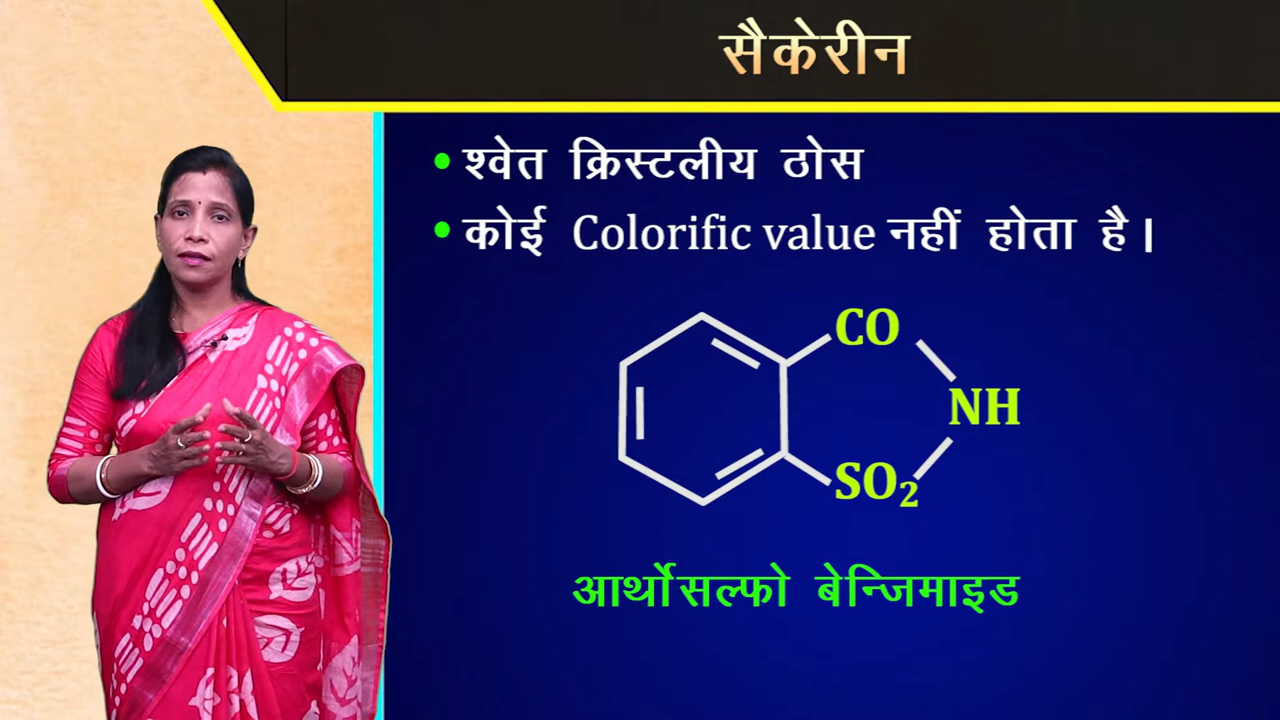 सैकेरीन
• श्वेत क्रिस्टलीय ठोस
• कोई Colorific value नहीं होता है।
CO
NH
SO₂
आर्थोसल्फो बेन्जिमाइड